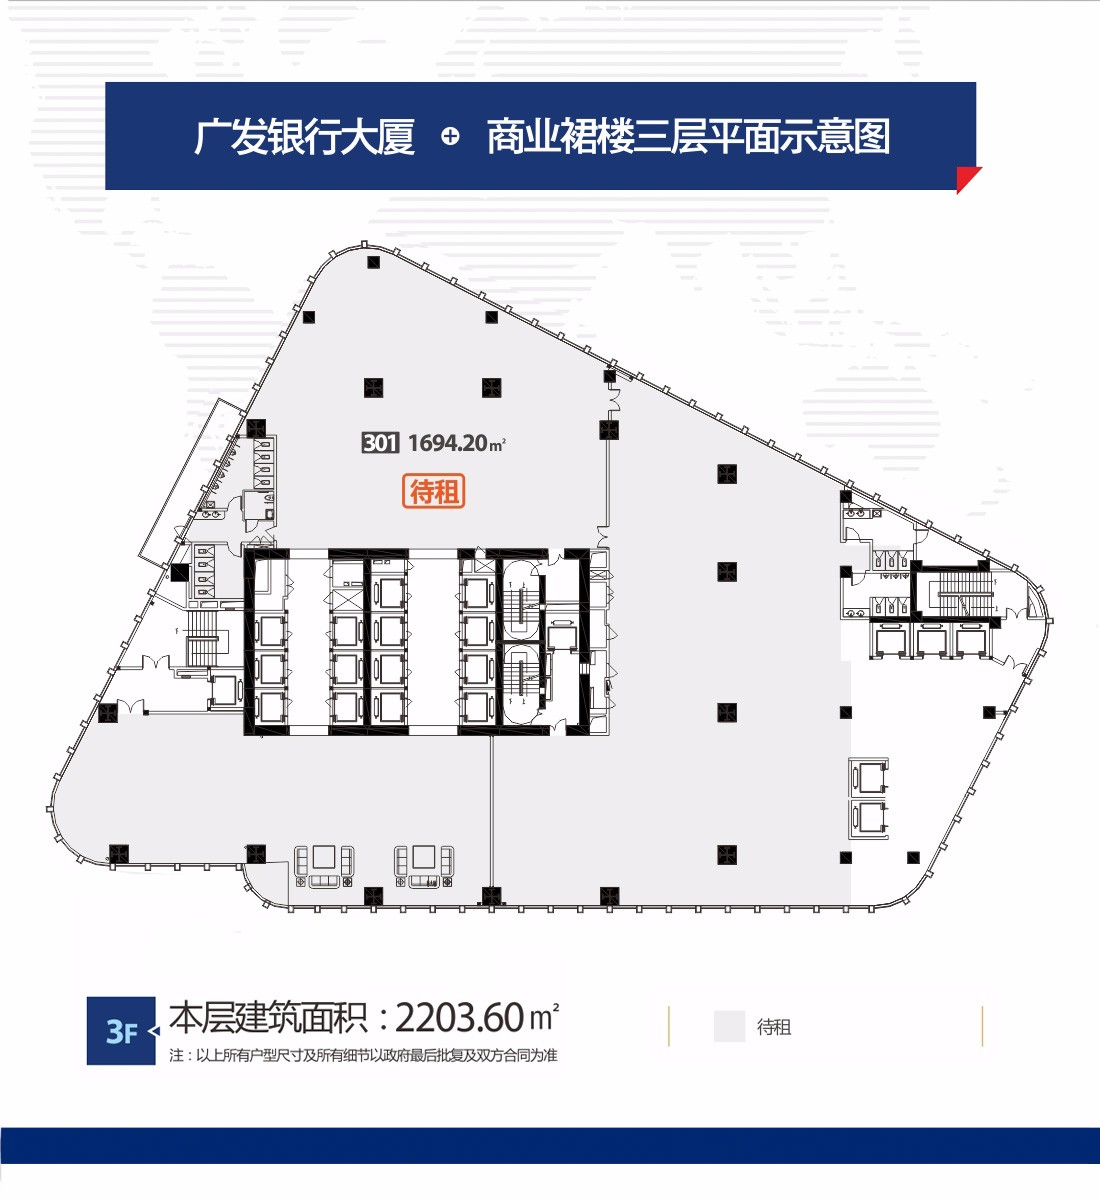 广发银行大厦 商业裙楼三层平面示意图
301 1694.20㎡
待租
3F
本层建筑面积：2203.60㎡
注：以上所有户型尺寸及所有细节以政府最后批复及双方合同为准
待租